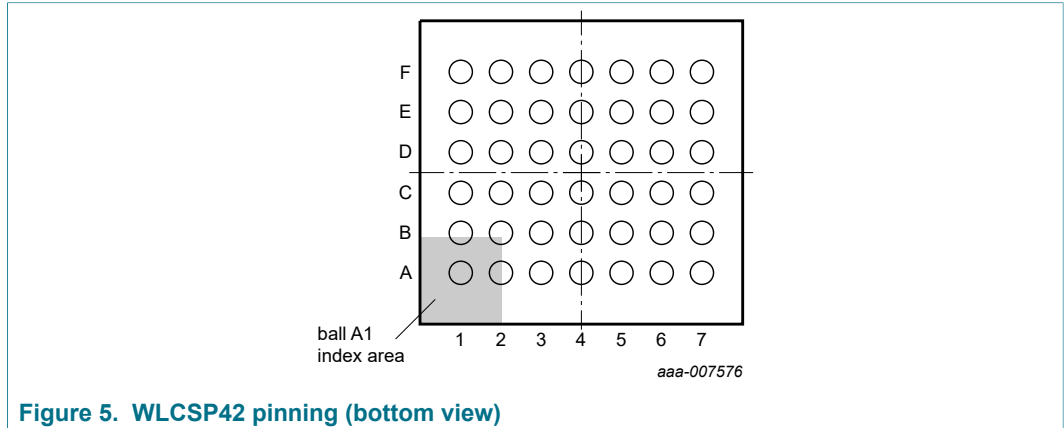 F
E
D
C
B
A
ball A1
index area
1 2 3 4 5 6 7
aaa-007576
Figure 5. WLCSP42 pinning (bottom view)